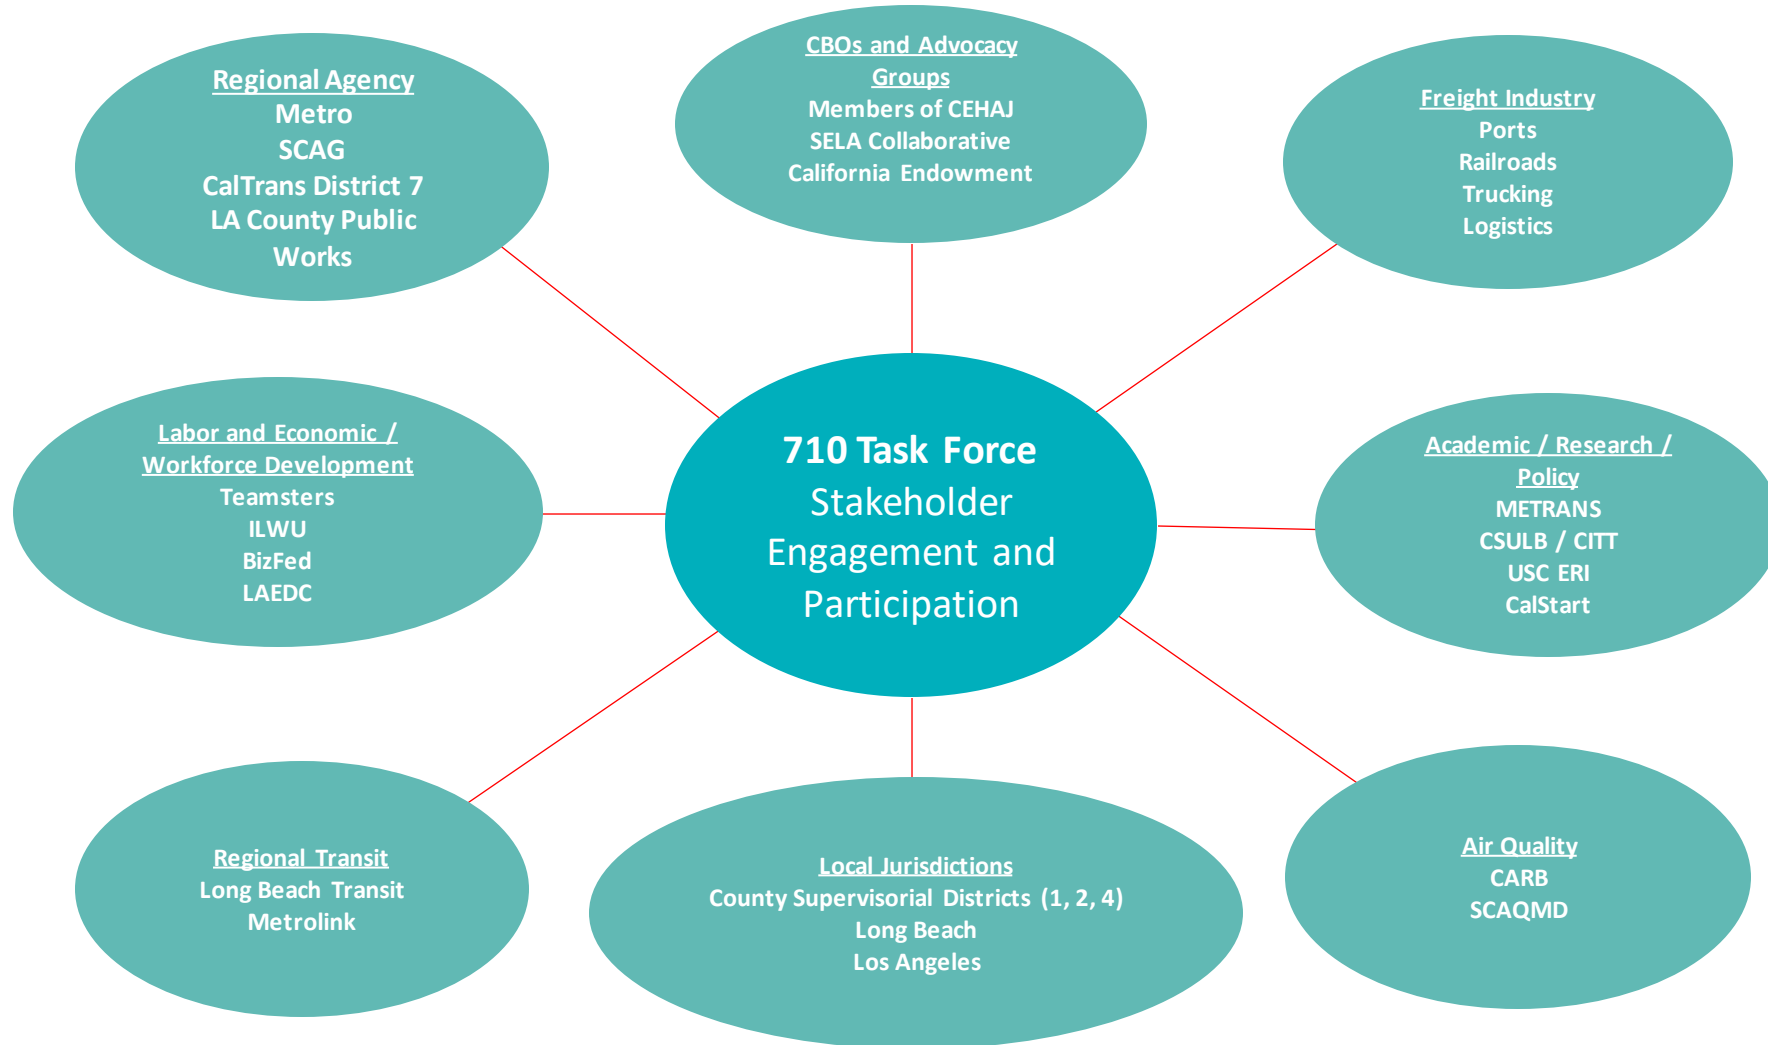 Regional Agency
Metro
SCAG
CalTrans District 7
LA County Public
Works
CBOs and Advocacy
Groups
Members of CEHAJ
SELA Collaborative
California Endowment
Freight Industry
Ports
Railroads
Trucking
Logistics
Labor and Economic /
Workforce Development
Teamsters
ILWU
BizFed
LAEDC
710 Task Force
Stakeholder
Engagement and
Participation
Academic / Research /
Policy
METRANS
CSULB / CITT
USC ERI
CalStart
Regional Transit
Long Beach Transit
Metrolink
Local Jurisdictions
County Supervisorial Districts (1, 2, 4)
Long Beach
Los Angeles
Air Quality
CARB
SCAQMD